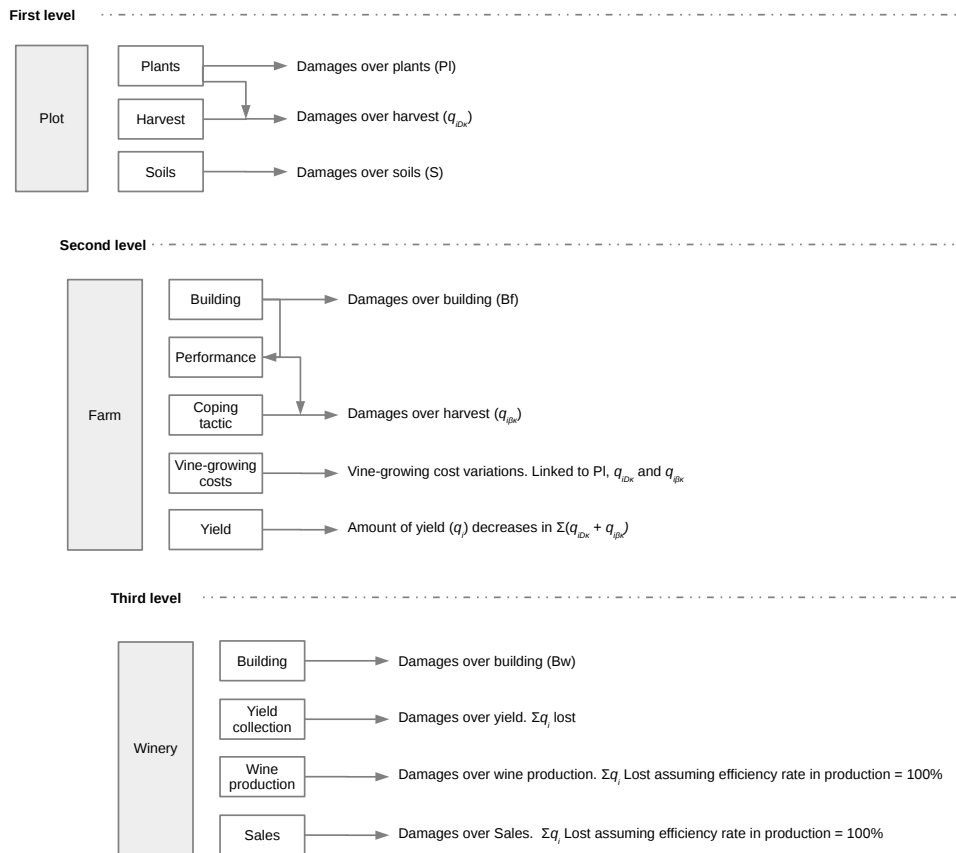 First level
Plot
Plants
Damages over plants (Pl)
Harvest
Damages over harvest (q_iDκ)
Soils
Damages over soils (S)
Second level
Farm
Building
Damages over building (Bf)
Performance
Coping
tactic
Damages over harvest (q_iβκ)
Vine-growing
costs
Vine-growing cost variations. Linked to Pl, q_iDκ and q_iβκ
Yield
Amount of yield (q_i) decreases in Σ(q_iDκ + q_iβκ)
Third level
Winery
Building
Damages over building (Bw)
Yield
collection
Damages over yield. Σq_i lost
Wine
production
Damages over wine production. Σq_i Lost assuming efficiency rate in production = 100%
Sales
Damages over Sales. Σq_i Lost assuming efficiency rate in production = 100%